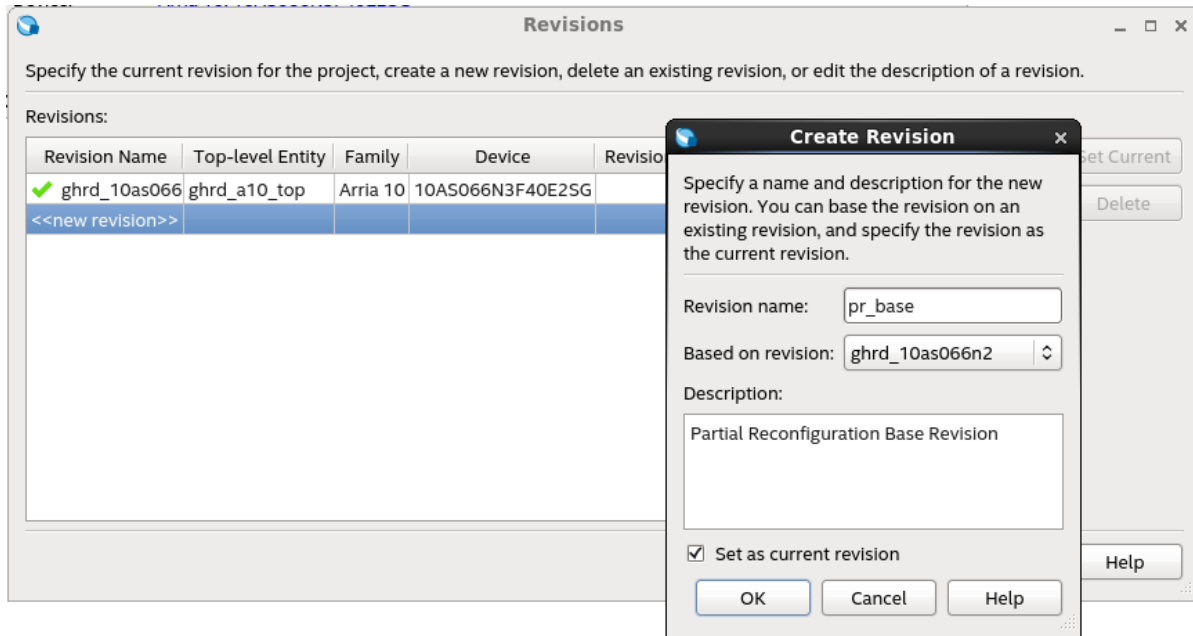 Revisions
Specify the current revision for the project, create a new revision, delete an existing revision, or edit the description of a revision.
Revisions:
Revision Name Top-level Entity Family Device Revisio
ghrd_10as066 ghrd_a10_top Arria 10 10AS066N3F40E2SG
<<new revision>>
Set Current
Delete
Help
Create Revision
Specify a name and description for the new
revision. You can base the revision on an
existing revision, and specify the revision as
the current revision.
Revision name: pr_base
Based on revision: ghrd_10as066n2
Description:
Partial Reconfiguration Base Revision
Set as current revision
OK Cancel Help